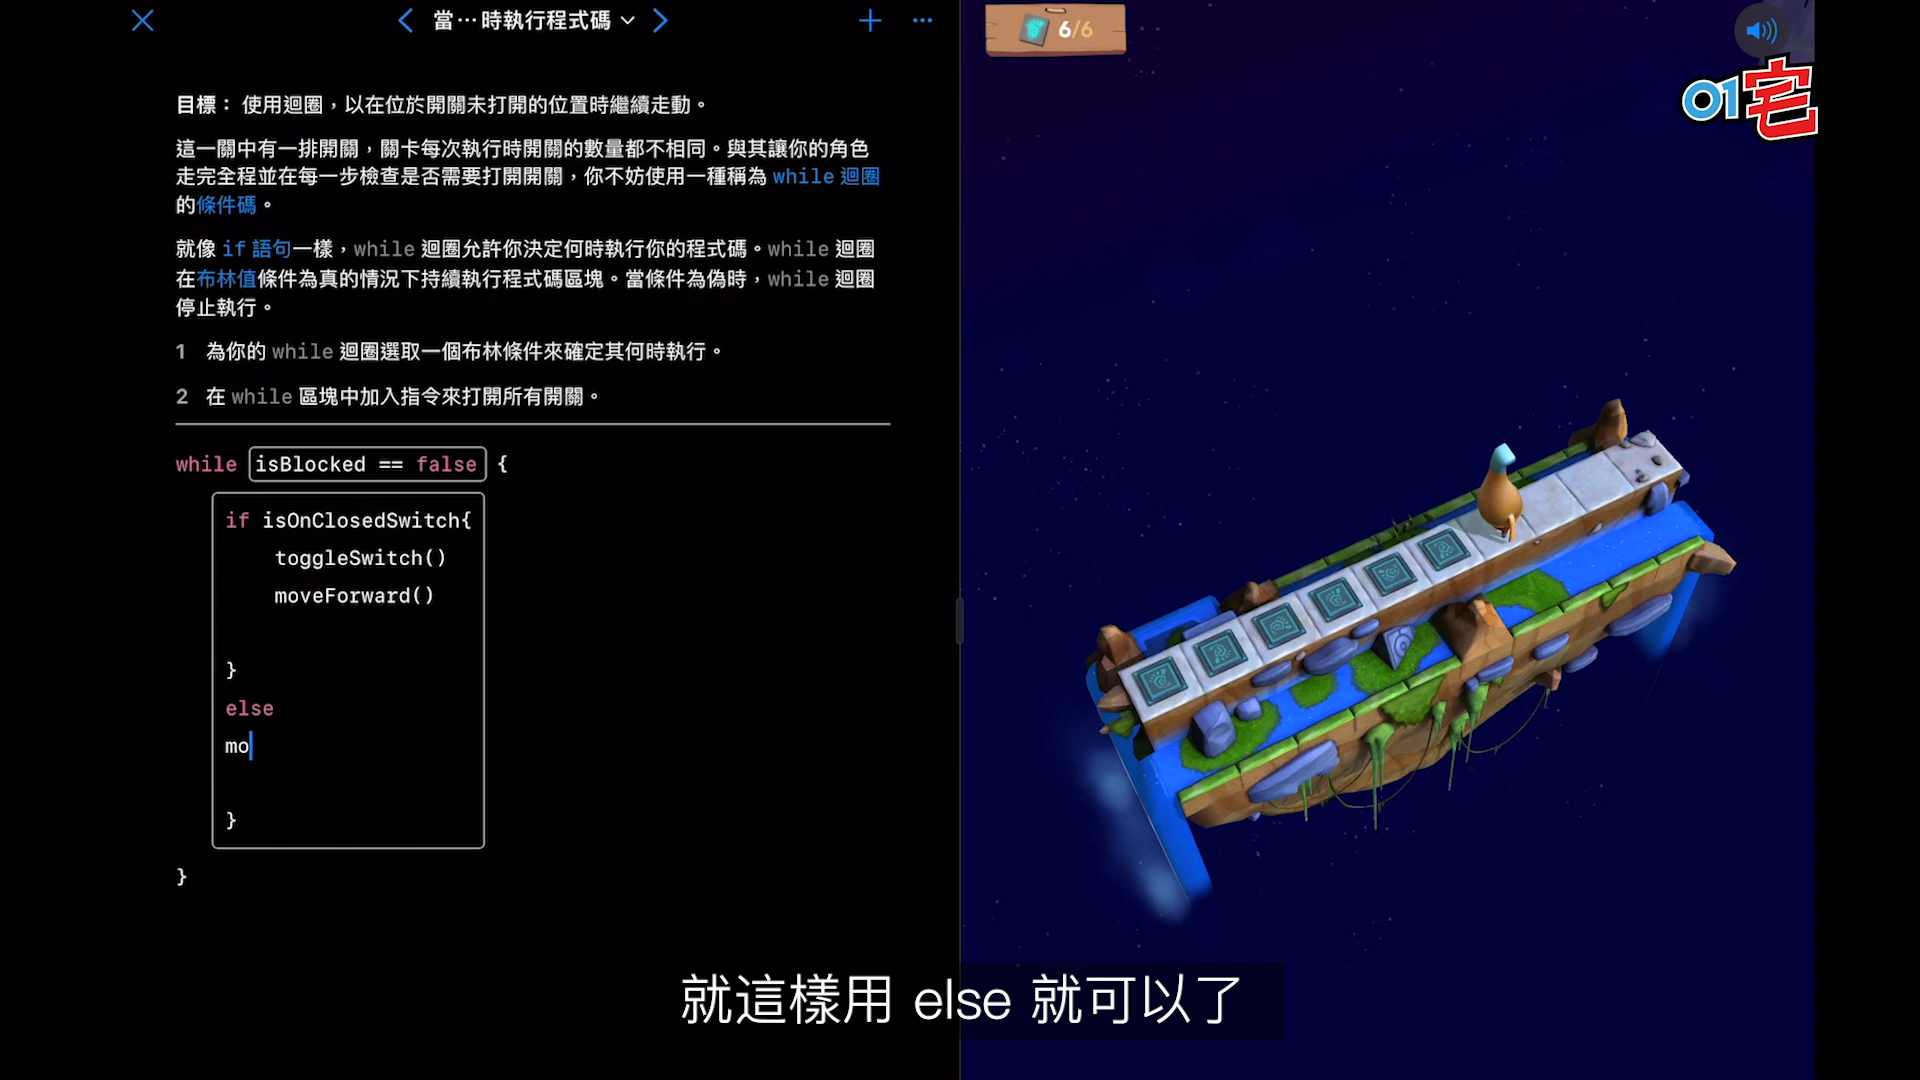 當…時執行程式碼
6/6
01宅
目標： 使用迴圈，以在位於開關未打開的位置時繼續走動。
這一關中有一排開關，關卡每次執行時開關的數量都不相同。與其讓你的角色
走完全程並在每一步檢查是否需要打開開關，你不妨使用一種稱為 while 迴圈
的條件碼。
就像 if 語句一樣，while 迴圈允許你決定何時執行你的程式碼。while 迴圈
在布林值條件為真的情況下持續執行程式碼區塊。當條件為偽時，while 迴圈
停止執行。
1 為你的 while 迴圈選取一個布林條件來確定其何時執行。
2 在 while 區塊中加入指令來打開所有開關。
while isBlocked == false {
if isOnClosedSwitch{
toggleSwitch()
moveForward()
}
else
mo
}
}
就這樣用 else 就可以了